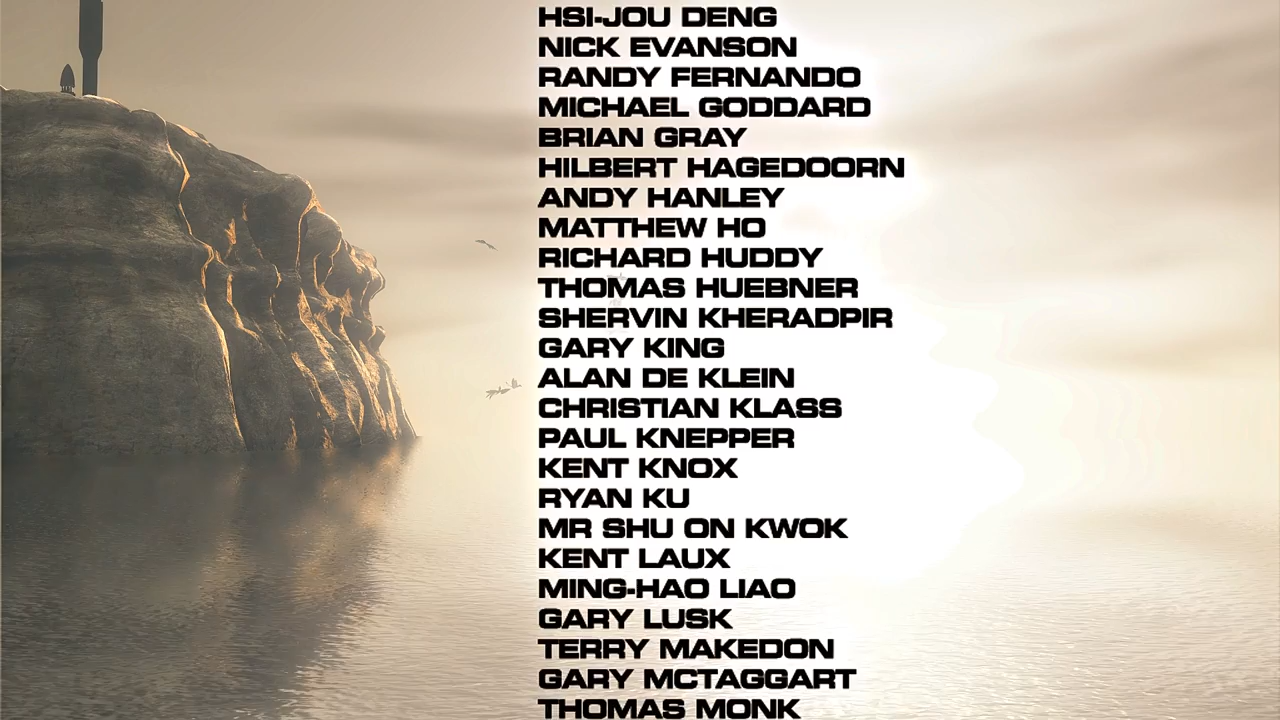 HSI-JOU DENG
NICK EVANSON
RANDY FERNANDO
MICHAEL GODDARD
BRIAN GRAY
HILBERT HAGEDOORN
ANDY HANLEY
MATTHEW HO
RICHARD HUDDY
THOMAS HUEBNER
SHERVIN KHERADPIR
GARY KING
ALAN DE KLEIN
CHRISTIAN KLASS
PAUL KNEPPER
KENT KNOX
RYAN KU
MR SHU ON KWOK
KENT LAUX
MING-HAO LIAO
GARY LUSK
TERRY MAKEDON
GARY MCTAGGART
THOMAS MONK